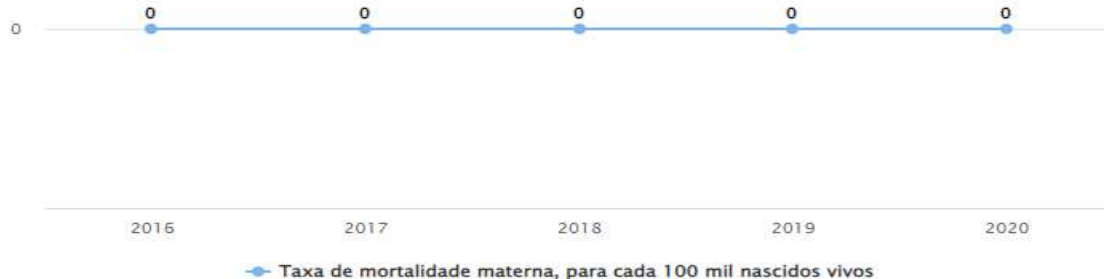 0 0 0 0 0
0
2016 2017 2018 2019 2020
Taxa de mortalidade materna, para cada 100 mil nascidos vivos